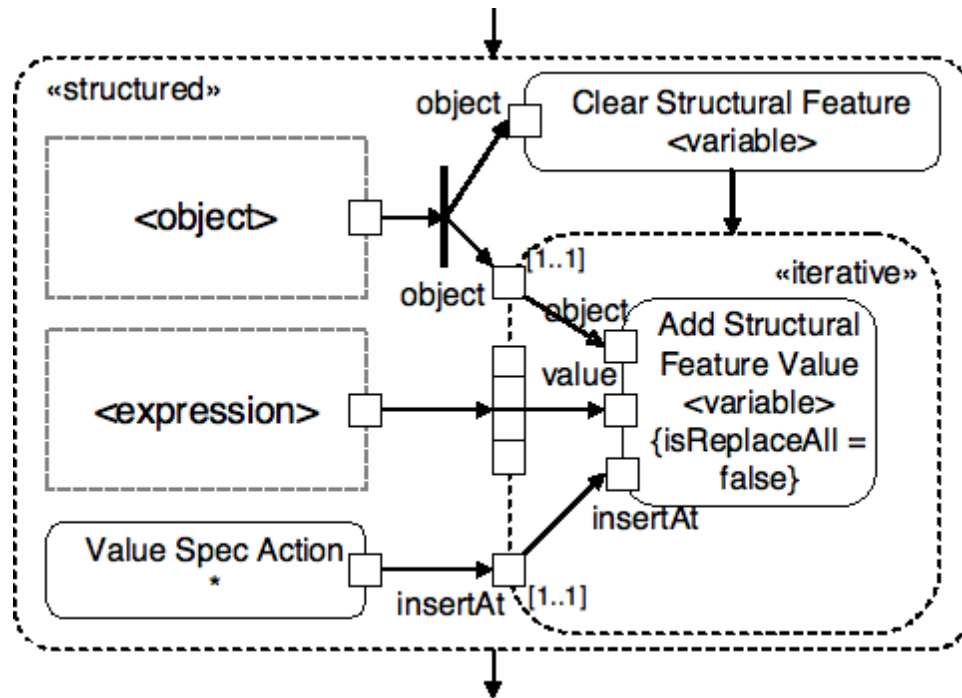 «structured»
object
Clear Structural Feature
<variable>
<object>
[1..1]
object
«iterative»
object
Add Structural
Feature Value
<variable>
{isReplaceAll =
false}
value
<expression>
insertAt
Value Spec Action
*
insertAt
[1..1]